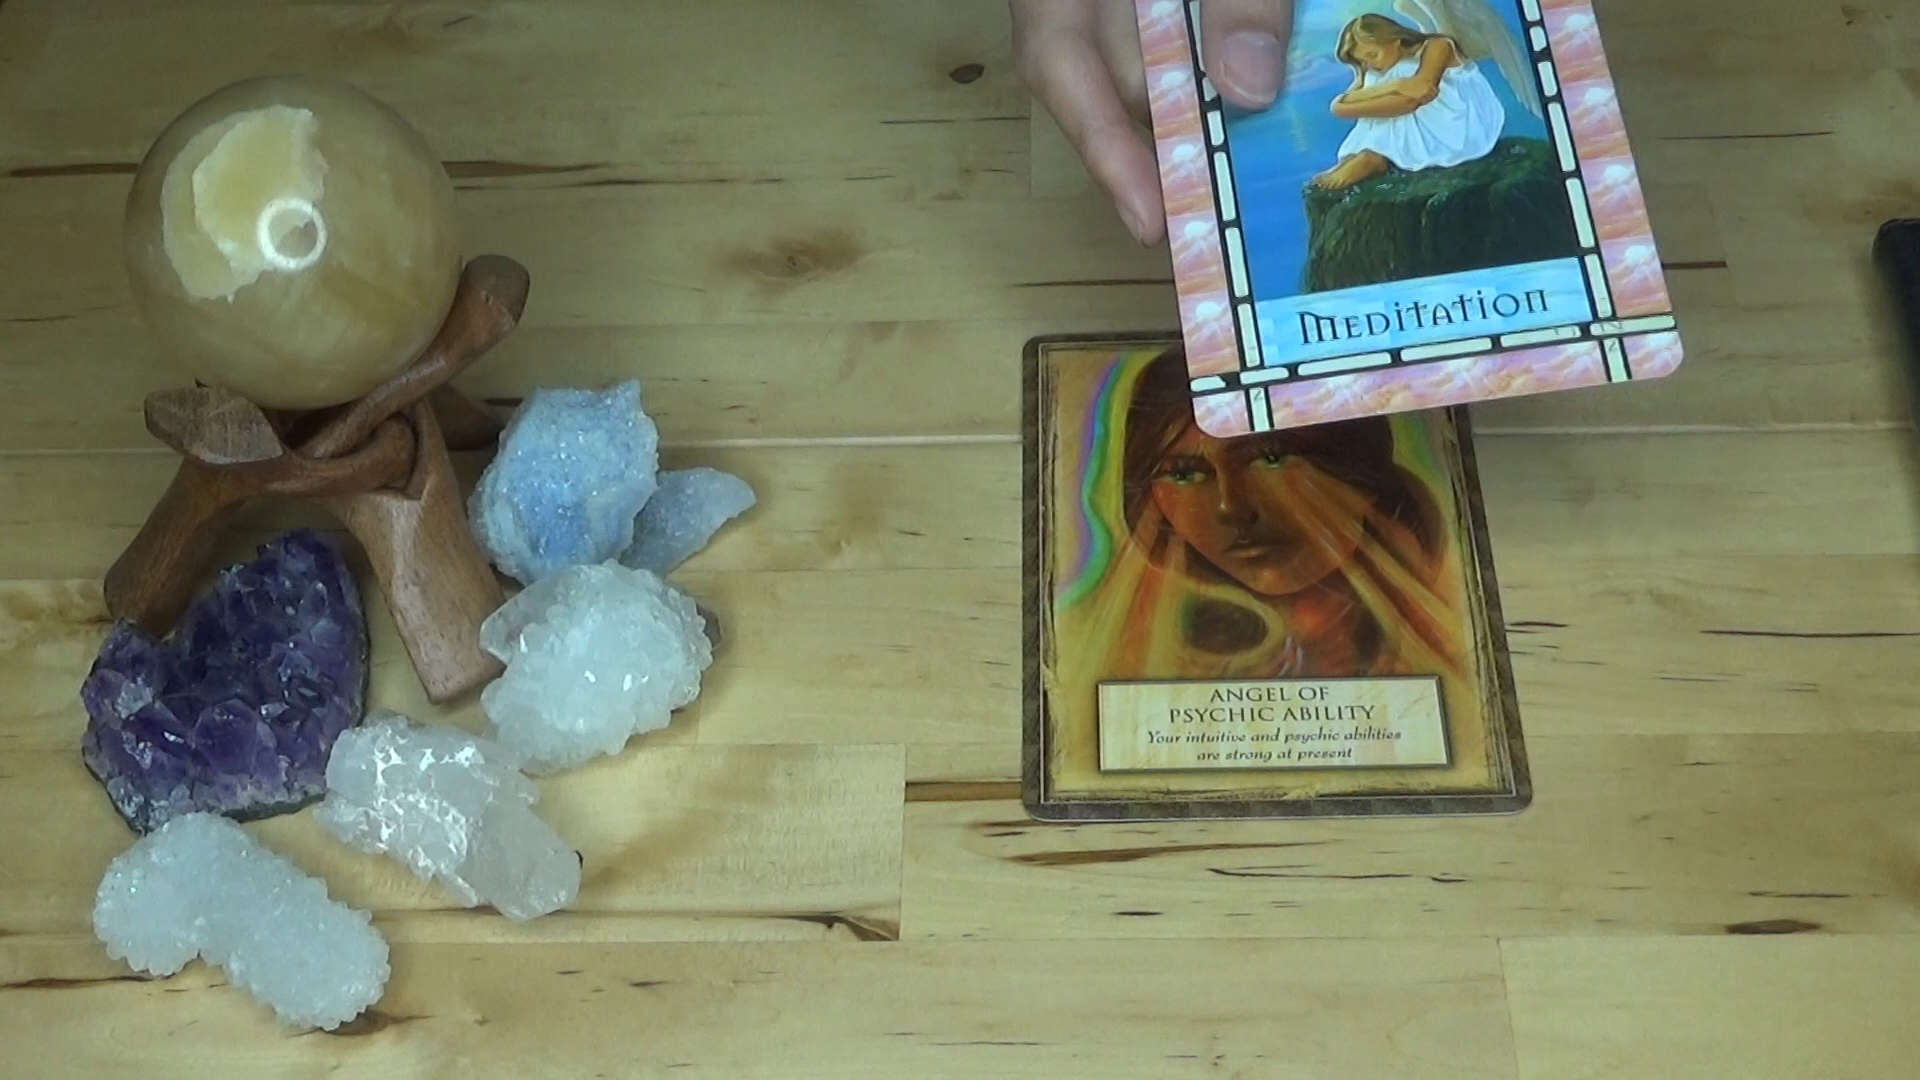 Meditation
ANGEL OF
PSYCHIC ABILITY
Your intuitive and psychic abilities
are strong at present